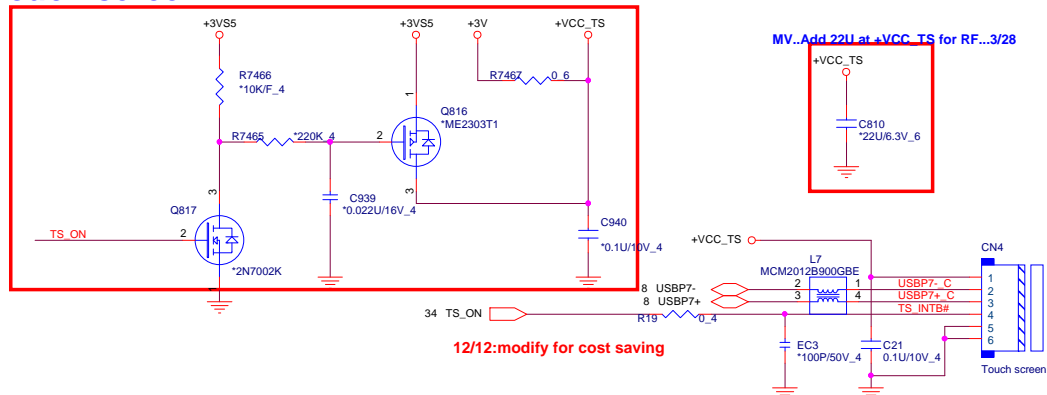 +3VS5
+3VS5
+3V
+VCC_TS
MV..Add 22U at +VCC_TS for RF...3/28
+VCC_TS
R7466
*10K/F_4
R7467
0_6
1
Q816
*ME2303T1
R7465
*220K_4
2
3
C810
*22U/6.3V_6
3
C939
*0.022U/16V_4
Q817
TS_ON
2
*2N7002K
1
C940
*0.1U/10V_4
+VCC_TS
CN4
L7
MCM2012B900GBE
8 USBP7-
2
1
USBP7-_C
8 USBP7+
3
4
USBP7+_C
34 TS_ON
R19
0_4
TS_INTB#
1
2
3
4
5
6
12/12:modify for cost saving
EC3
*100P/50V_4
C21
0.1U/10V_4
Touch screen